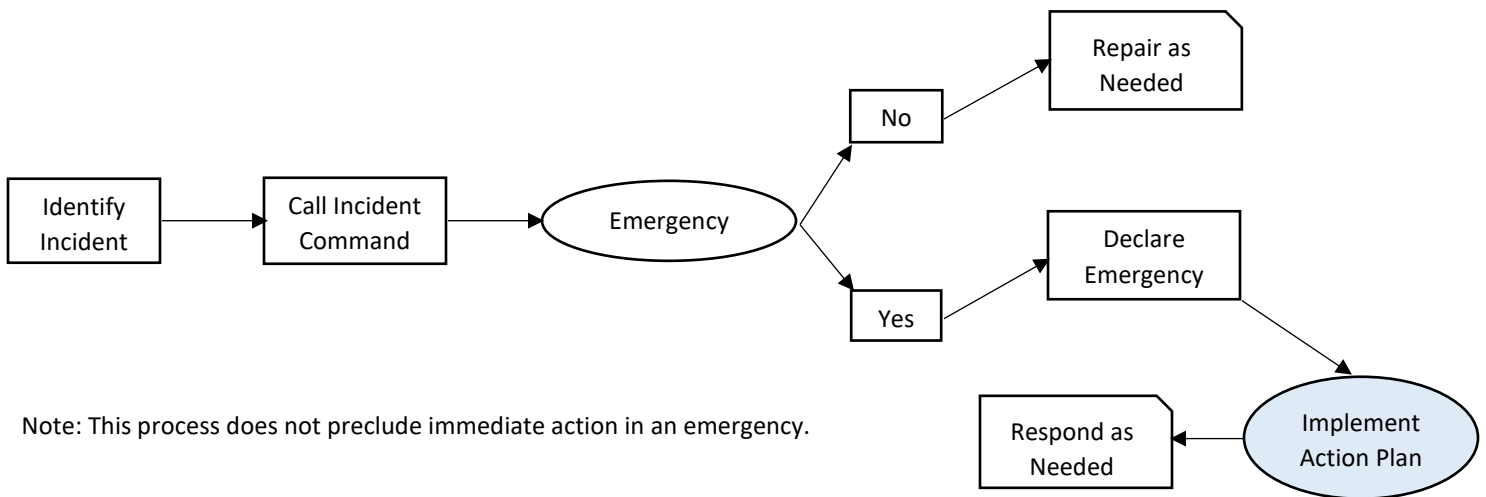 Identify
Incident
Call Incident
Command
Emergency
No
Repair as
Needed
Yes
Declare
Emergency
Implement
Action Plan
Respond as
Needed
Note: This process does not preclude immediate action in an emergency.